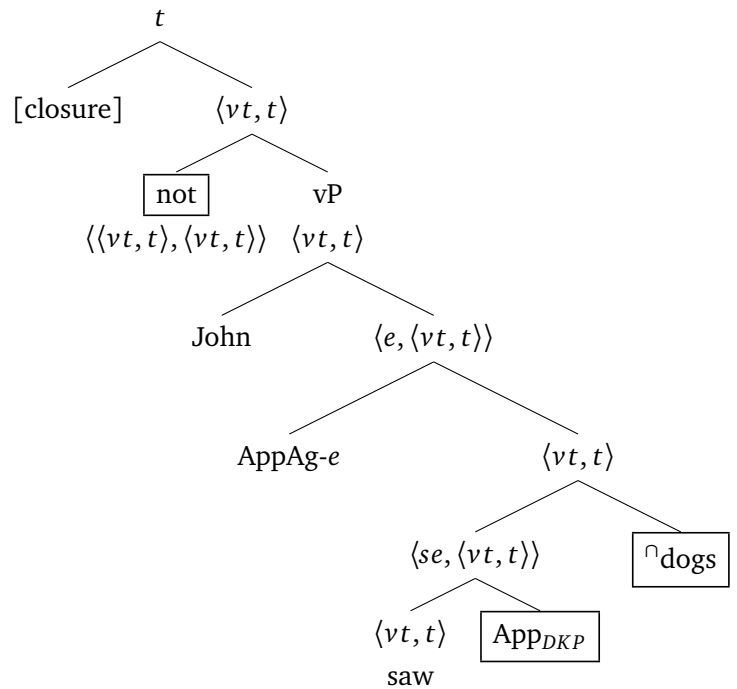 t
[closure] ⟨vt, t⟩
not vP
⟨⟨vt, t⟩, ⟨vt, t⟩⟩ ⟨vt, t⟩
John ⟨e, ⟨vt, t⟩⟩
AppAg-e ⟨vt, t⟩
⟨se, ⟨vt, t⟩⟩ ∩dogs
⟨vt, t⟩ App_DKP
saw